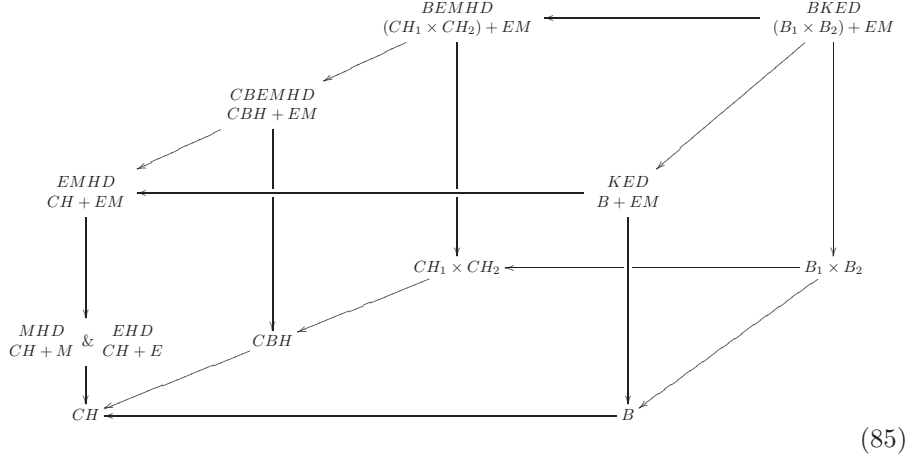 BEMHD
(CH₁ × CH₂) + EM
BKED
(B₁ × B₂) + EM
CBEMHD
CBH + EM
EMHD
CH + EM
KED
B + EM
CH₁ × CH₂
B₁ × B₂
MHD & EHD
CH + M CH + E
CBH
CH
B
(85)